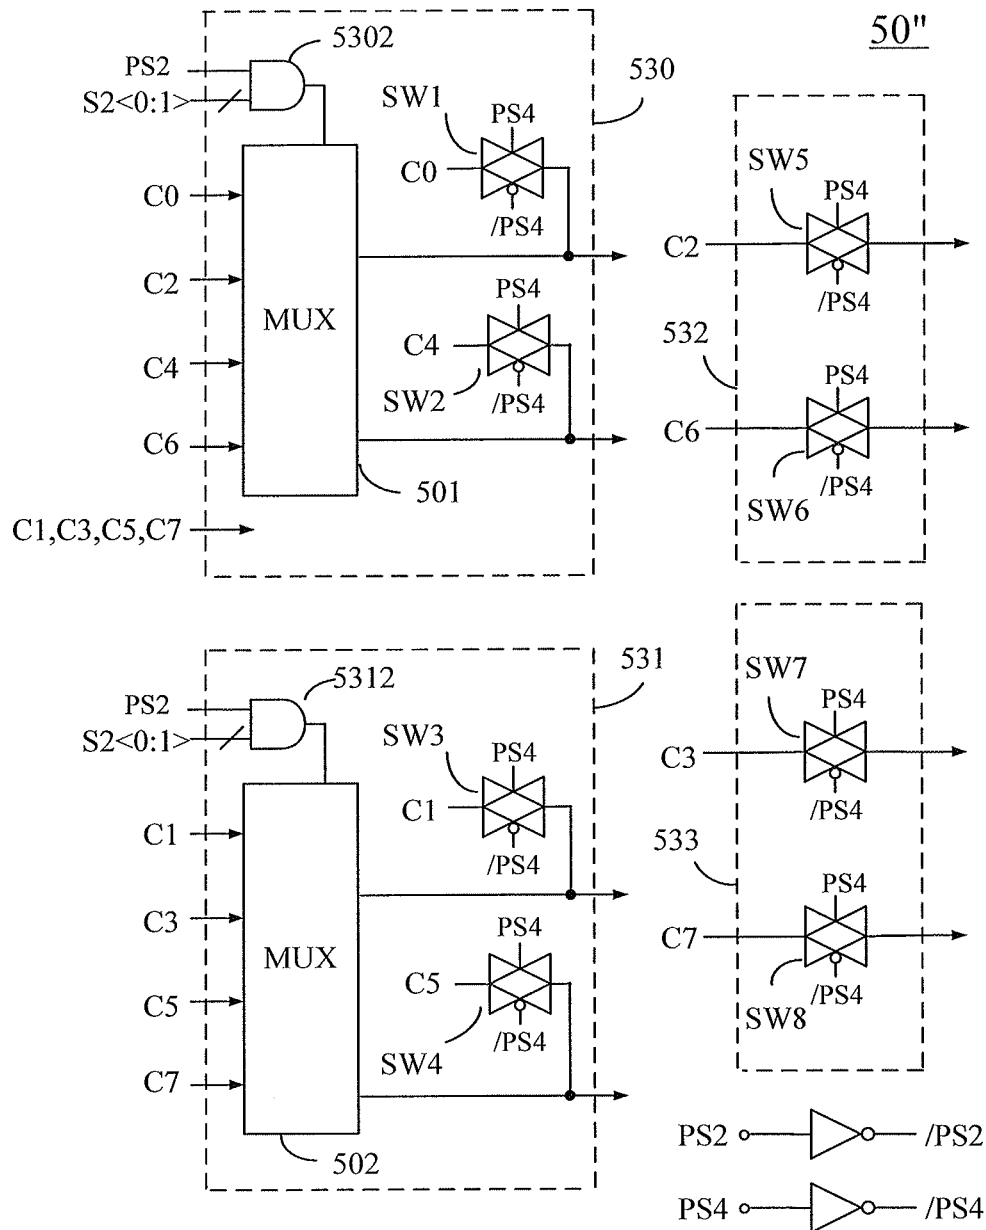 50"
5302
PS2
S2<0:1>
530
SW1
PS4
C0
/PS4
C0
C2
C4
C6
MUX
PS4
C4
SW2
/PS4
501
C1,C3,C5,C7
SW5
PS4
C2
/PS4
532
PS4
C6
/PS4
SW6
5312
PS2
S2<0:1>
531
SW3
PS4
C1
/PS4
C1
C3
C5
C7
MUX
PS4
C5
/PS4
SW4
502
SW7
PS4
C3
/PS4
533
PS4
C7
/PS4
SW8
PS2 /PS2
PS4 /PS4